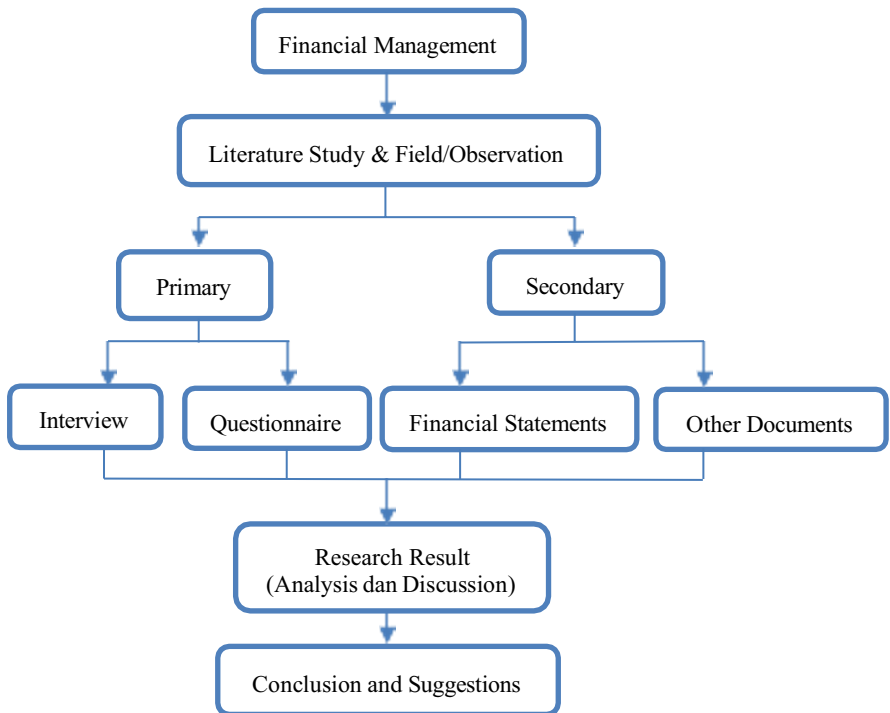 Financial Management
Literature Study & Field/Observation
Primary
Secondary
Interview
Questionnaire
Financial Statements
Other Documents
Research Result
(Analysis dan Discussion)
Conclusion and Suggestions